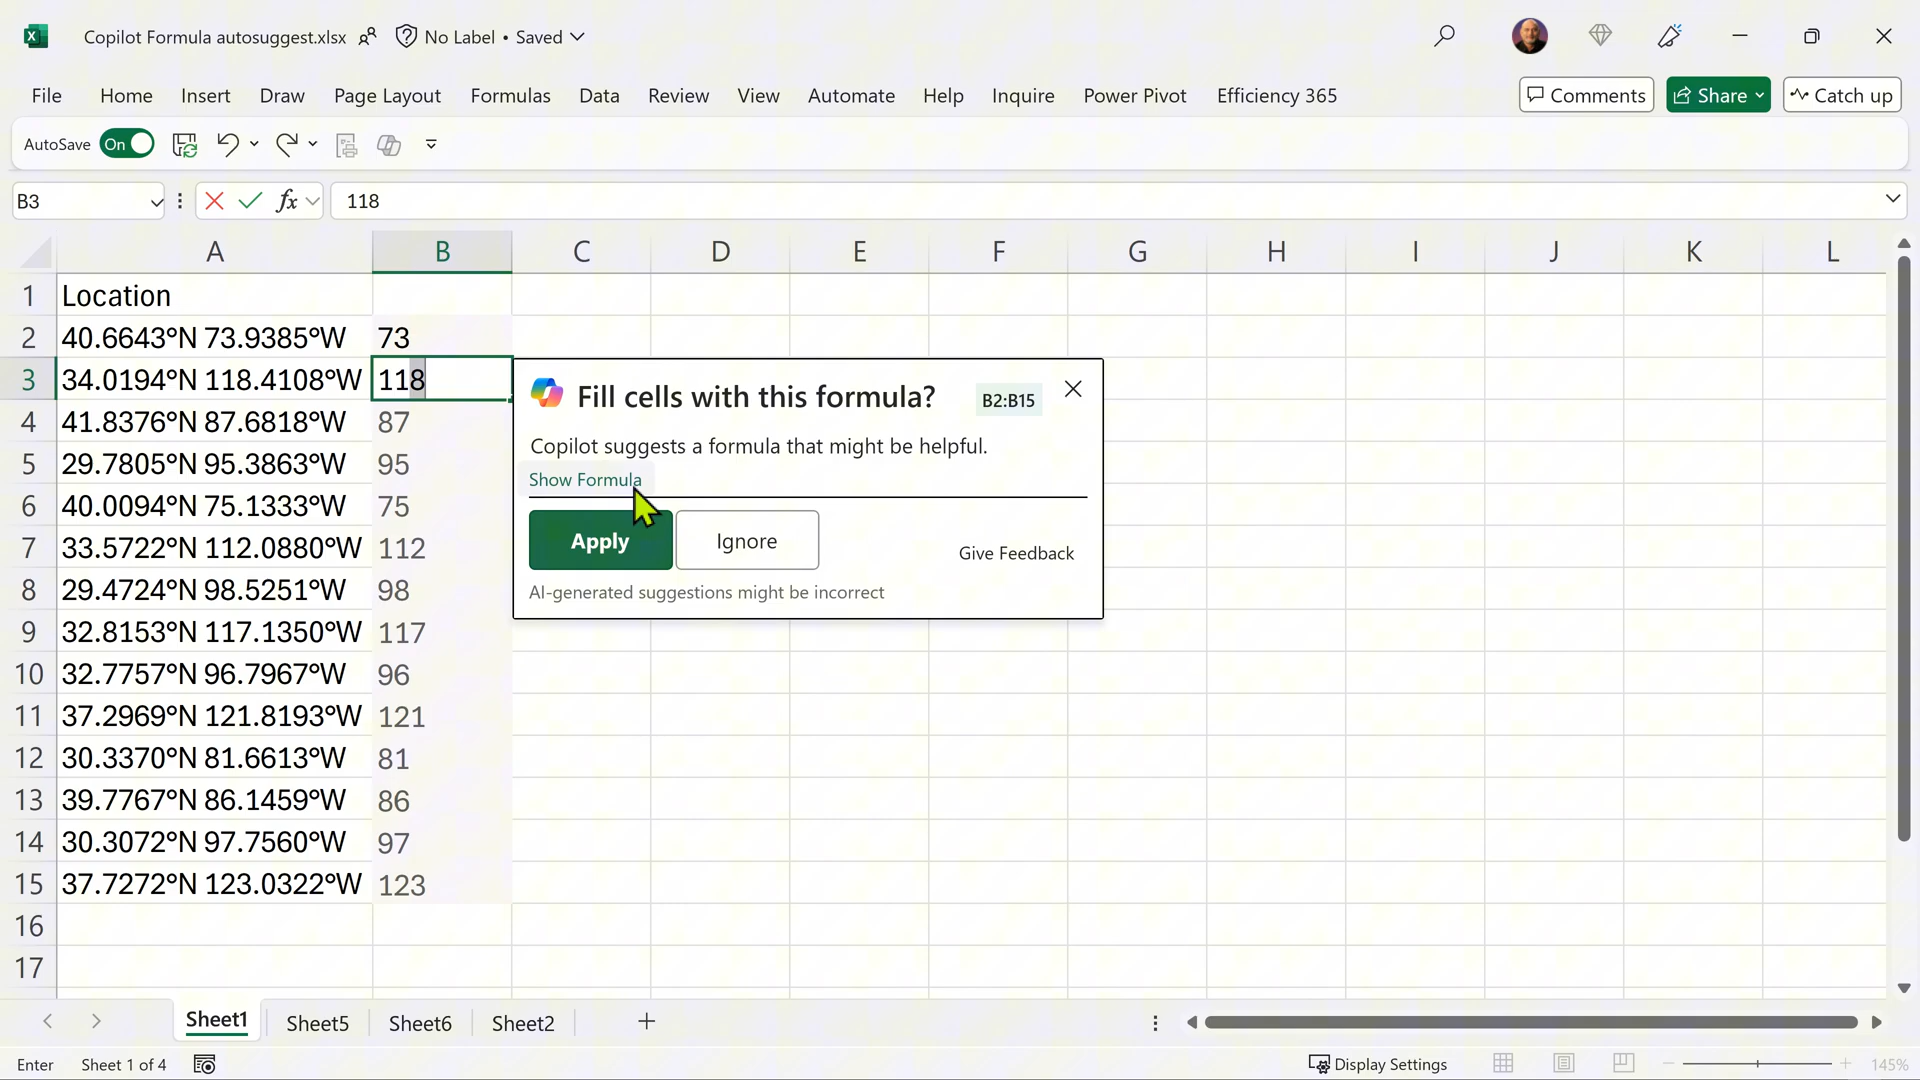 Copilot Formula autosuggest.xlsx No Label • Saved
File Home Insert Draw Page Layout Formulas Data Review View Automate Help Inquire Power Pivot Efficiency 365 Comments Share Catch up
AutoSave On
B3 fx 118
A B C D E F G H I J K L
1 Location
2 40.6643°N 73.9385°W 73
3 34.0194°N 118.4108°W 118
Fill cells with this formula? B2:B15
4 41.8376°N 87.6818°W 87
Copilot suggests a formula that might be helpful.
5 29.7805°N 95.3863°W 95
Show Formula
6 40.0094°N 75.1333°W 75
Apply Ignore Give Feedback
7 33.5722°N 112.0880°W 112
8 29.4724°N 98.5251°W 98
AI-generated suggestions might be incorrect
9 32.8153°N 117.1350°W 117
10 32.7757°N 96.7967°W 96
11 37.2969°N 121.8193°W 121
12 30.3370°N 81.6613°W 81
13 39.7767°N 86.1459°W 86
14 30.3072°N 97.7560°W 97
15 37.7272°N 123.0322°W 123
16
17
Sheet1 Sheet5 Sheet6 Sheet2
Enter Sheet 1 of 4 Display Settings 145%